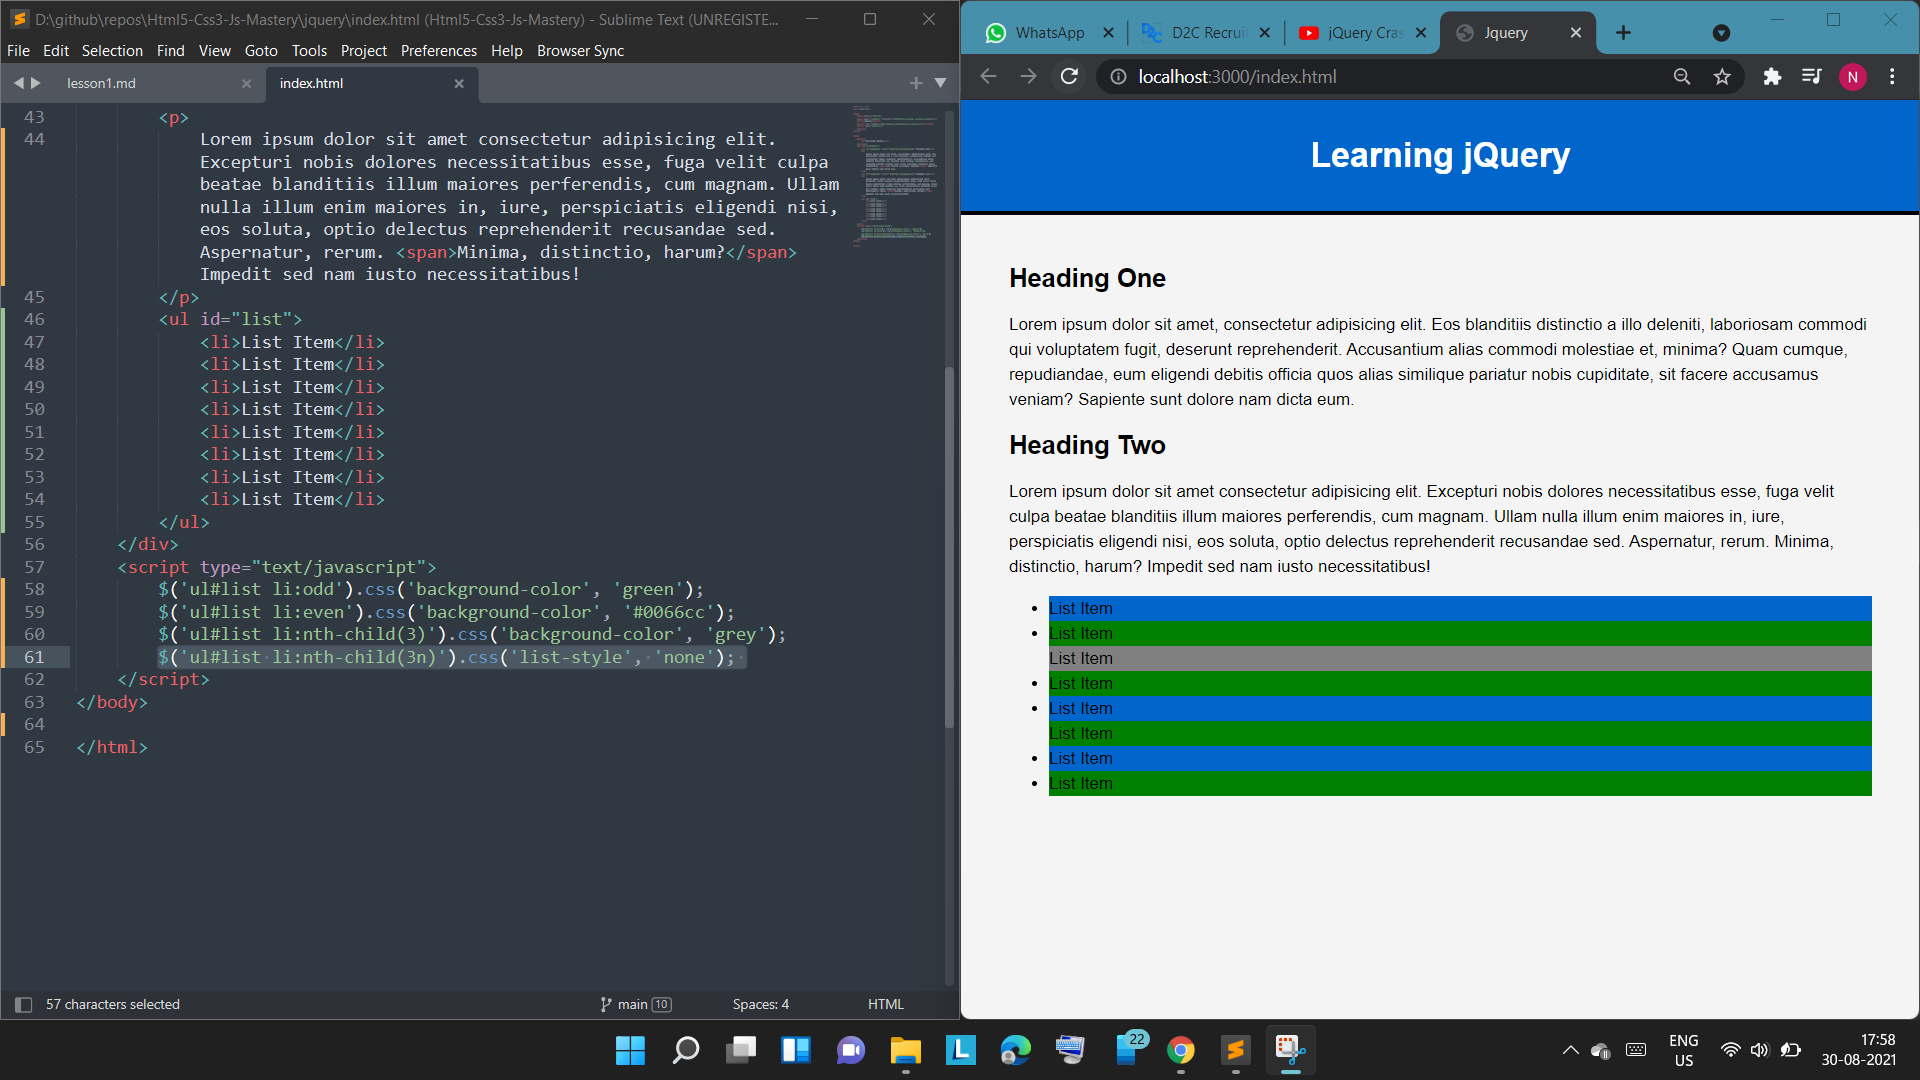 D:\github\repos\Html5-Css3-Js-Mastery\jquery\index.html (Html5-Css3-Js-Mastery) - Sublime Text (UNREGISTE...
File Edit Selection Find View Goto Tools Project Preferences Help Browser Sync
lesson1.md index.html
43 <p>
44 Lorem ipsum dolor sit amet consectetur adipisicing elit.
Excepturi nobis dolores necessitatibus esse, fuga velit culpa
beatae blanditiis illum maiores perferendis, cum magnam. Ullam
nulla illum enim maiores in, iure, perspiciatis eligendi nisi,
eos soluta, optio delectus reprehenderit recusandae sed.
Aspernatur, rerum. <span>Minima, distinctio, harum?</span>
Impedit sed nam iusto necessitatibus!
45 </p>
46 <ul id="list">
47 <li>List Item</li>
48 <li>List Item</li>
49 <li>List Item</li>
50 <li>List Item</li>
51 <li>List Item</li>
52 <li>List Item</li>
53 <li>List Item</li>
54 <li>List Item</li>
55 </ul>
56 </div>
57 <script type="text/javascript">
58 $('ul#list li:odd').css('background-color', 'green');
59 $('ul#list li:even').css('background-color', '#0066cc');
60 $('ul#list li:nth-child(3)').css('background-color', 'grey');
61 $('ul#list li:nth-child(3n)').css('list-style', 'none');
62 </script>
63 </body>
64
65 </html>
57 characters selected main 10 Spaces: 4 HTML
WhatsApp D2C Recruit jQuery Cras Jquery
localhost:3000/index.html N
Learning jQuery
Heading One
Lorem ipsum dolor sit amet, consectetur adipisicing elit. Eos blanditiis distinctio a illo deleniti, laboriosam commodi
qui voluptatem fugit, deserunt reprehenderit. Accusantium alias commodi molestiae et, minima? Quam cumque,
repudiandae, eum eligendi debitis officia quos alias similique pariatur nobis cupiditate, sit facere accusamus
veniam? Sapiente sunt dolore nam dicta eum.
Heading Two
Lorem ipsum dolor sit amet consectetur adipisicing elit. Excepturi nobis dolores necessitatibus esse, fuga velit
culpa beatae blanditiis illum maiores perferendis, cum magnam. Ullam nulla illum enim maiores in, iure,
perspiciatis eligendi nisi, eos soluta, optio delectus reprehenderit recusandae sed. Aspernatur, rerum. Minima,
distinctio, harum? Impedit sed nam iusto necessitatibus!
List Item
List Item
List Item
List Item
List Item
List Item
List Item
List Item
22
ENG
US
17:58
30-08-2021